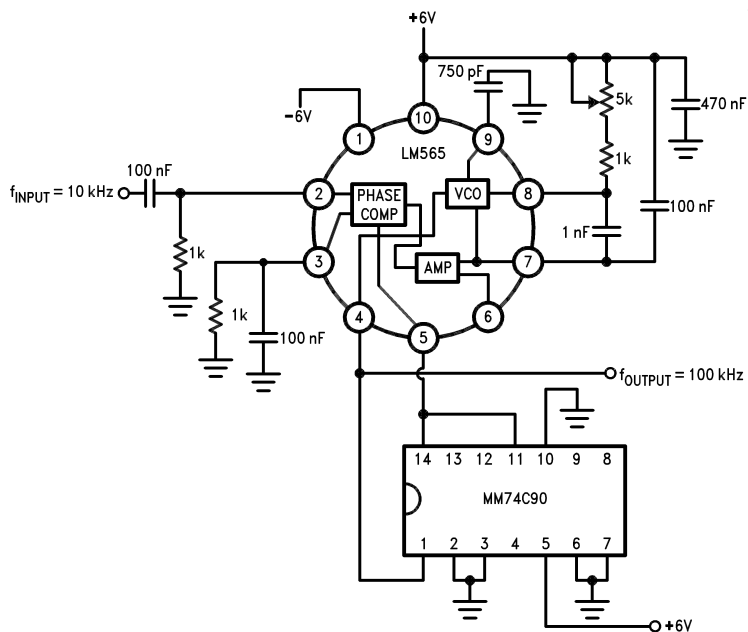 +6V
750 pF
-6V
10
1
9
5k
470 nF
LM565
100 nF
1k
f_INPUT = 10 kHz
2
PHASE
COMP
VCO
8
100 nF
1k
1 nF
3
AMP
7
1k
100 nF
4
6
5
f_OUTPUT = 100 kHz
14 13 12 11 10 9 8
MM74C90
1 2 3 4 5 6 7
+6V